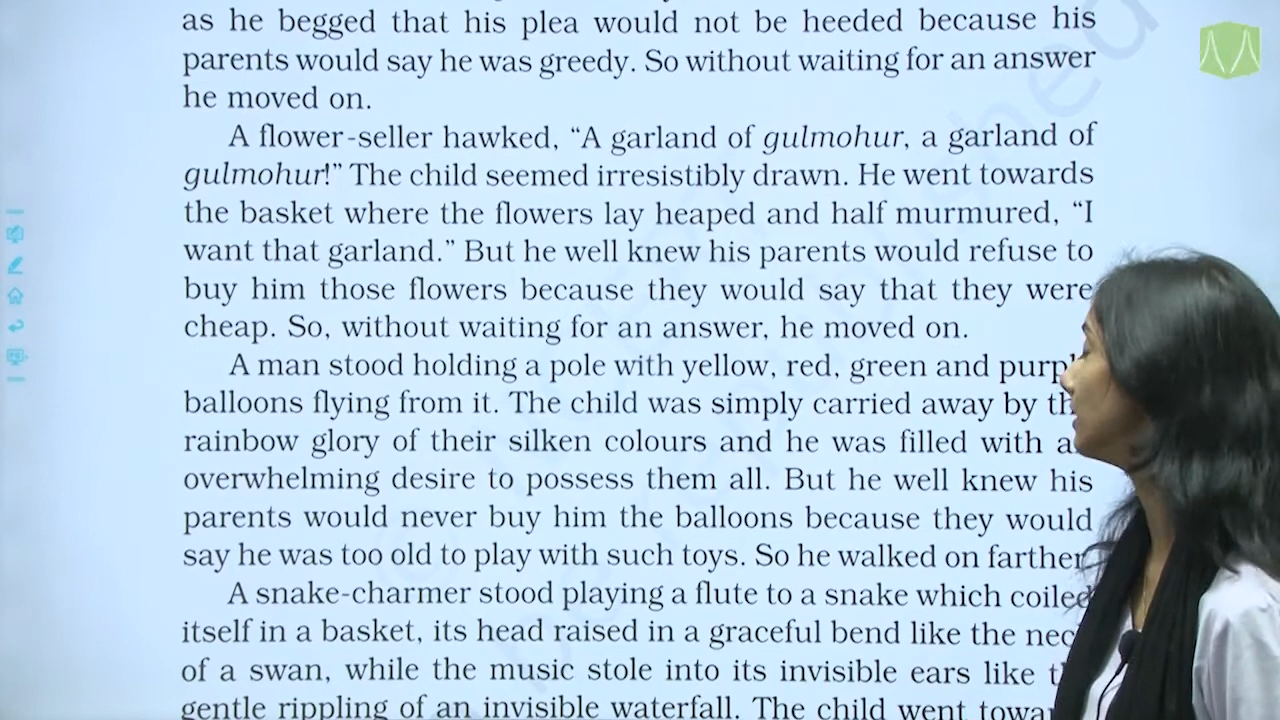 as he begged that his plea would not be heeded because his
parents would say he was greedy. So without waiting for an answer
he moved on.
A flower-seller hawked, “A garland of gulmohur, a garland of
gulmohur!” The child seemed irresistibly drawn. He went towards
the basket where the flowers lay heaped and half murmured, “I
want that garland.” But he well knew his parents would refuse to
buy him those flowers because they would say that they were
cheap. So, without waiting for an answer, he moved on.
A man stood holding a pole with yellow, red, green and purpl
balloons flying from it. The child was simply carried away by th
rainbow glory of their silken colours and he was filled with a
overwhelming desire to possess them all. But he well knew his
parents would never buy him the balloons because they would
say he was too old to play with such toys. So he walked on farther
A snake-charmer stood playing a flute to a snake which coiled
itself in a basket, its head raised in a graceful bend like the nec
of a swan, while the music stole into its invisible ears like t
gentle rippling of an invisible waterfall. The child went towar